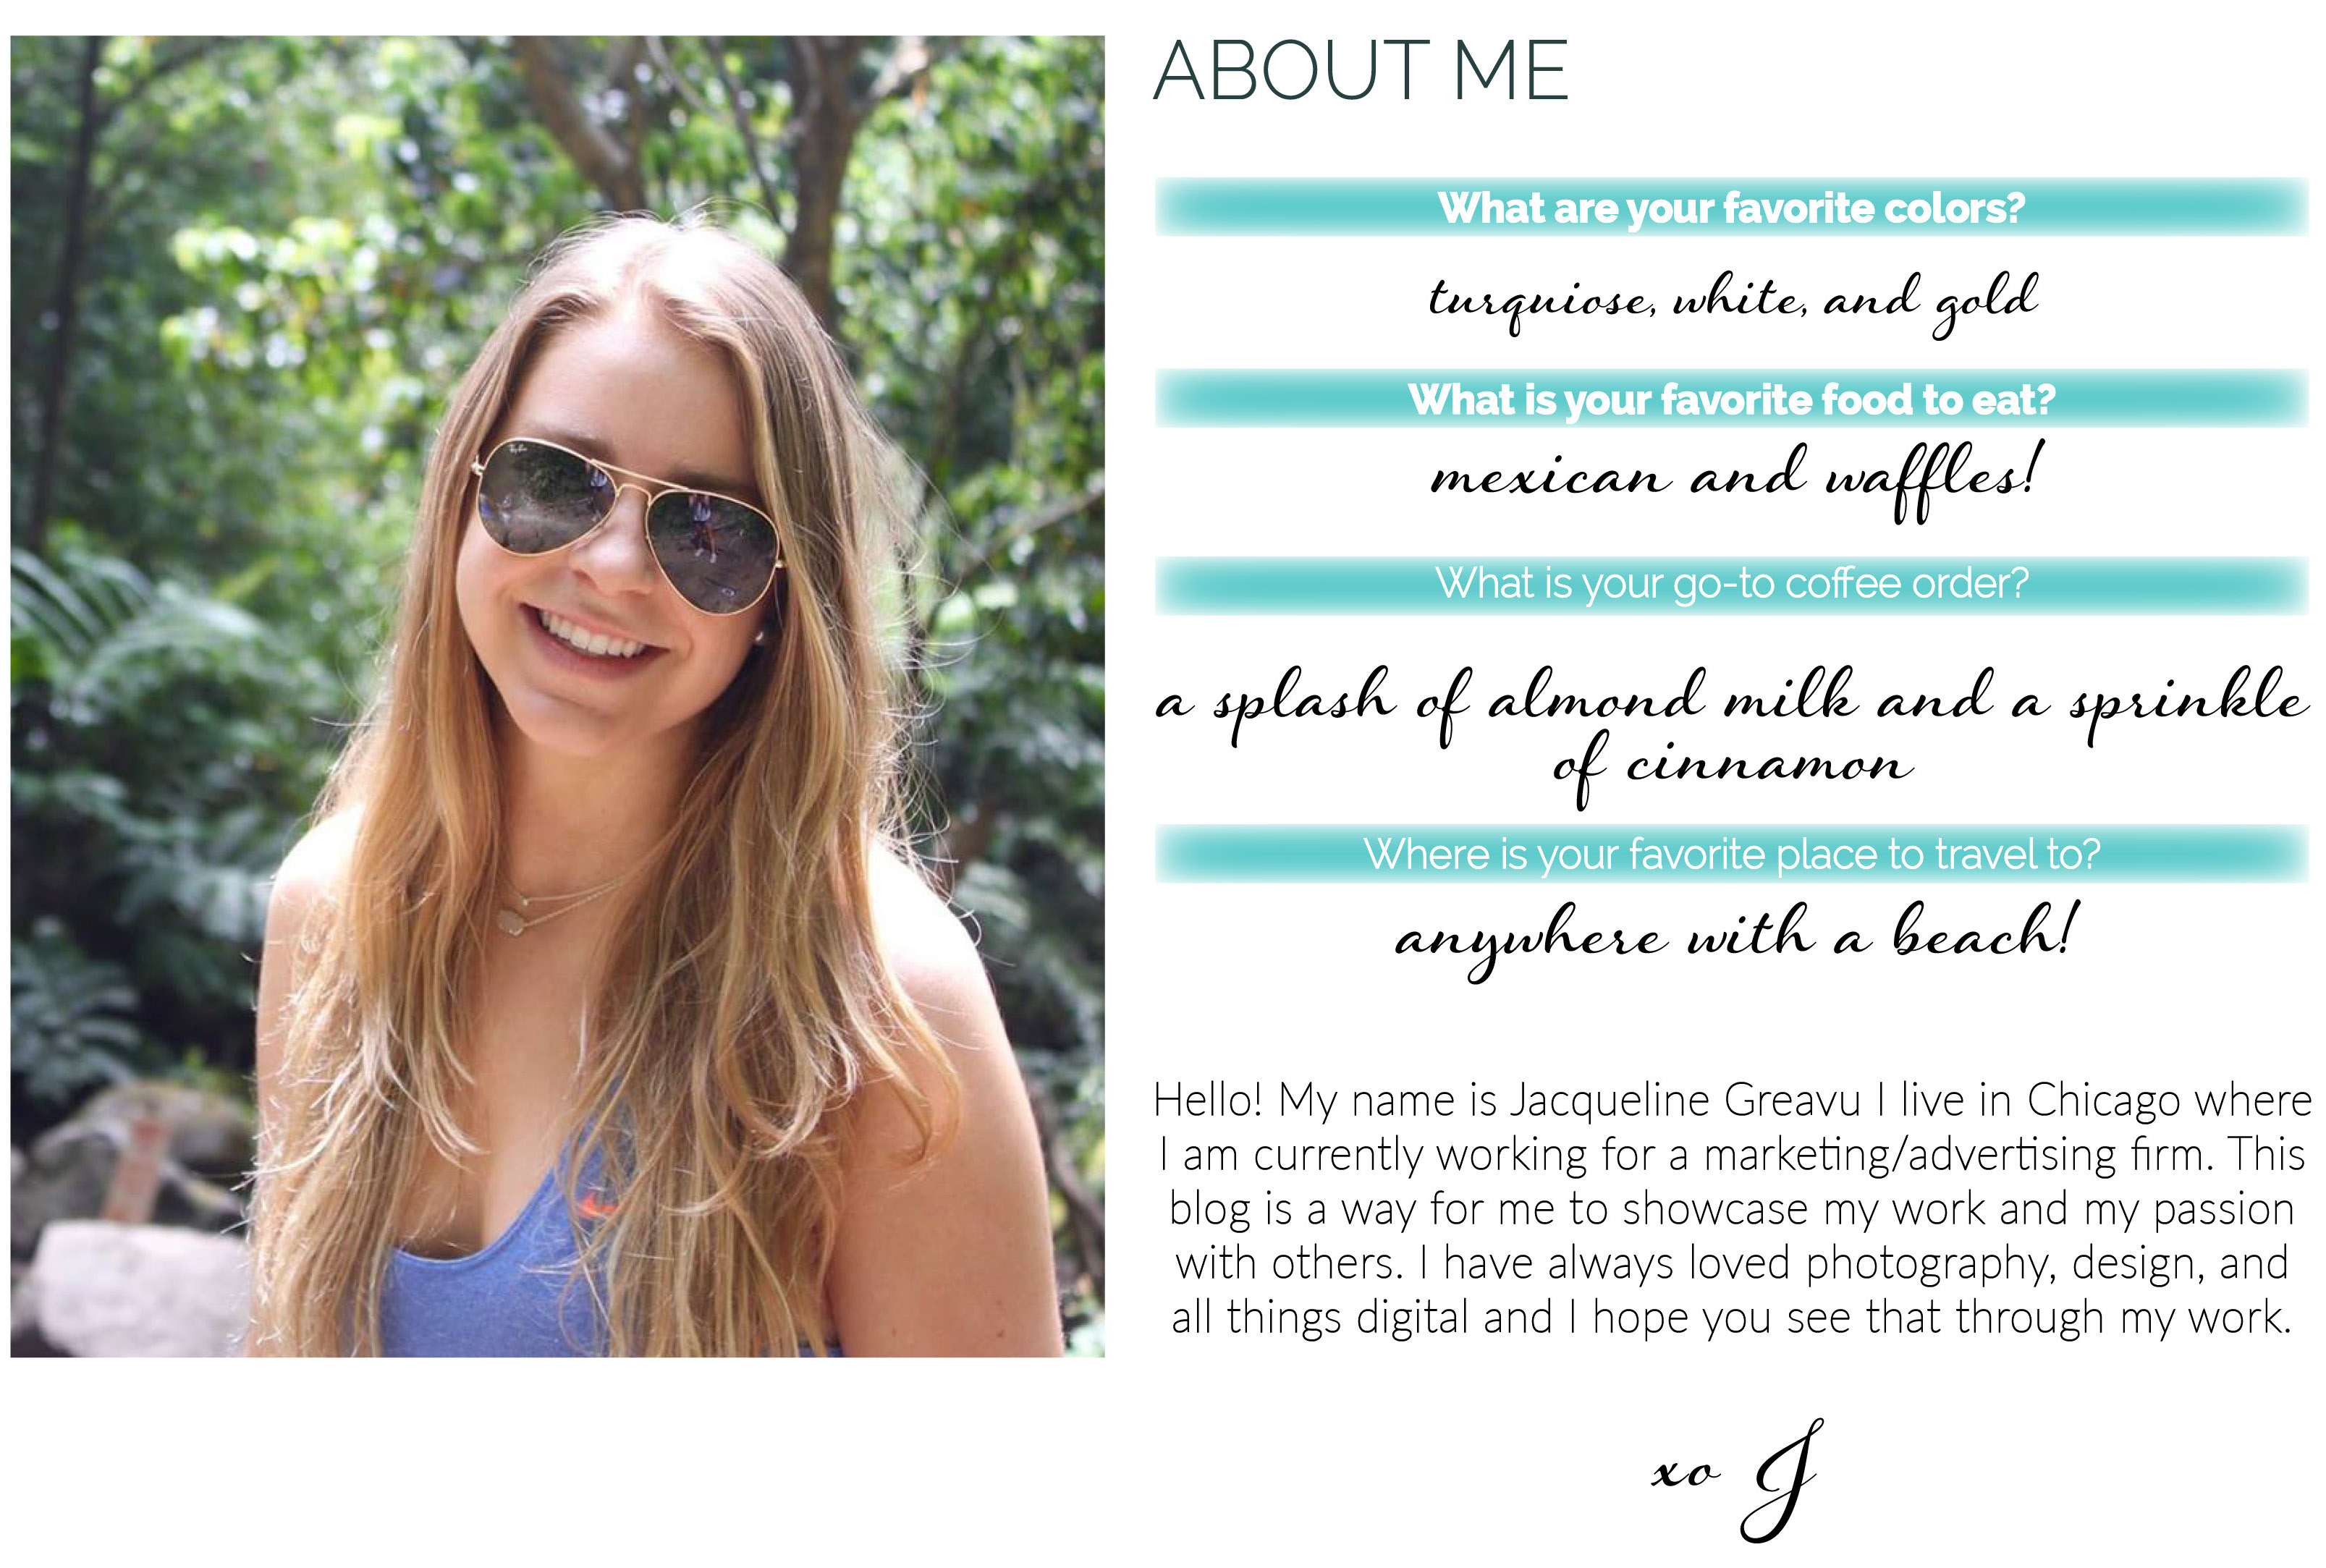 ABOUT ME
What are your favorite colors?
turquiose, white, and gold
What is your favorite food to eat?
mexican and waffles!
What is your go-to coffee order?
a splash of almond milk and a sprinkle
of cinnamon
Where is your favorite place to travel to?
anywhere with a beach!
Hello! My name is Jacqueline Greavu I live in Chicago where
I am currently working for a marketing/advertising firm. This
blog is a way for me to showcase my work and my passion
with others. I have always loved photography, design, and
all things digital and I hope you see that through my work.
xo J
Ray-Ban